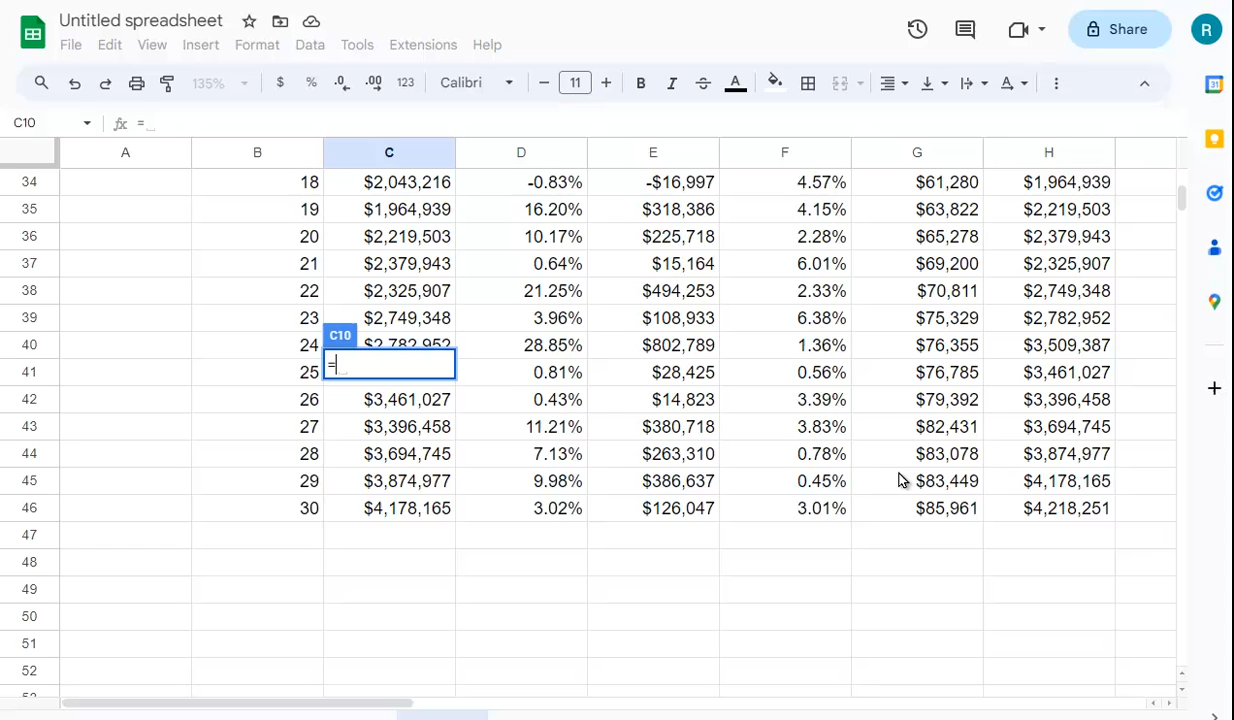 Untitled spreadsheet
File Edit View Insert Format Data Tools Extensions Help
Share
R
135% $ % .0 .00 123 Calibri 11 B I A A
31
C10 fx =
A B C D E F G H
34 18 $2,043,216 -0.83% -$16,997 4.57% $61,280 $1,964,939
35 19 $1,964,939 16.20% $318,386 4.15% $63,822 $2,219,503
36 20 $2,219,503 10.17% $225,718 2.28% $65,278 $2,379,943
37 21 $2,379,943 0.64% $15,164 6.01% $69,200 $2,325,907
38 22 $2,325,907 21.25% $494,253 2.33% $70,811 $2,749,348
39 23 $2,749,348 3.96% $108,933 6.38% $75,329 $2,782,952
C10
40 24 $2,782,952 28.85% $802,789 1.36% $76,355 $3,509,387
41 25 = 0.81% $28,425 0.56% $76,785 $3,461,027
42 26 $3,461,027 0.43% $14,823 3.39% $79,392 $3,396,458
43 27 $3,396,458 11.21% $380,718 3.83% $82,431 $3,694,745
44 28 $3,694,745 7.13% $263,310 0.78% $83,078 $3,874,977
45 29 $3,874,977 9.98% $386,637 0.45% $83,449 $4,178,165
46 30 $4,178,165 3.02% $126,047 3.01% $85,961 $4,218,251
47
48
49
50
51
52